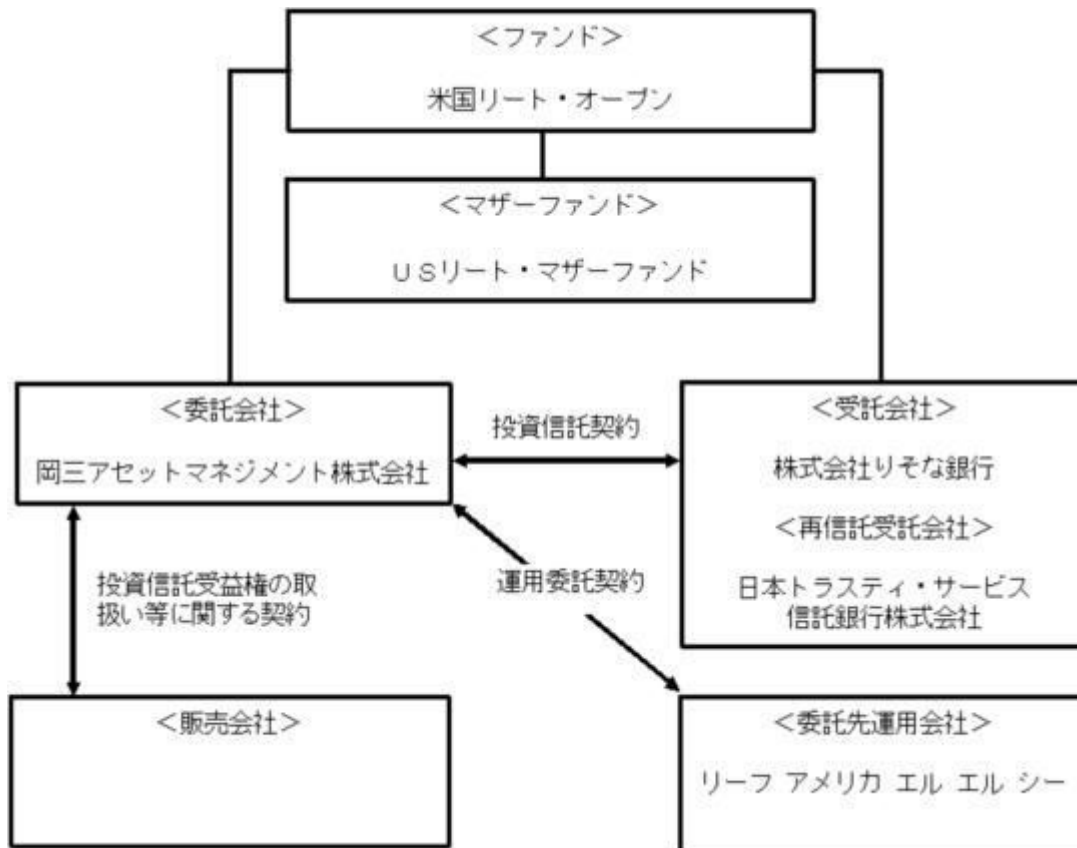 ＜ファンド＞
米国リート・オープン
＜マザーファンド＞
ＵＳリート・マザーファンド
＜委託会社＞
岡三アセットマネジメント株式会社
投資信託契約
＜受託会社＞
株式会社りそな銀行
＜再信託受託会社＞
日本トラスティ・サービス
信託銀行株式会社
投資信託受益権の取
扱い等に関する契約
運用委託契約
＜販売会社＞
＜委託先運用会社＞
リーフ アメリカ エル エル シー